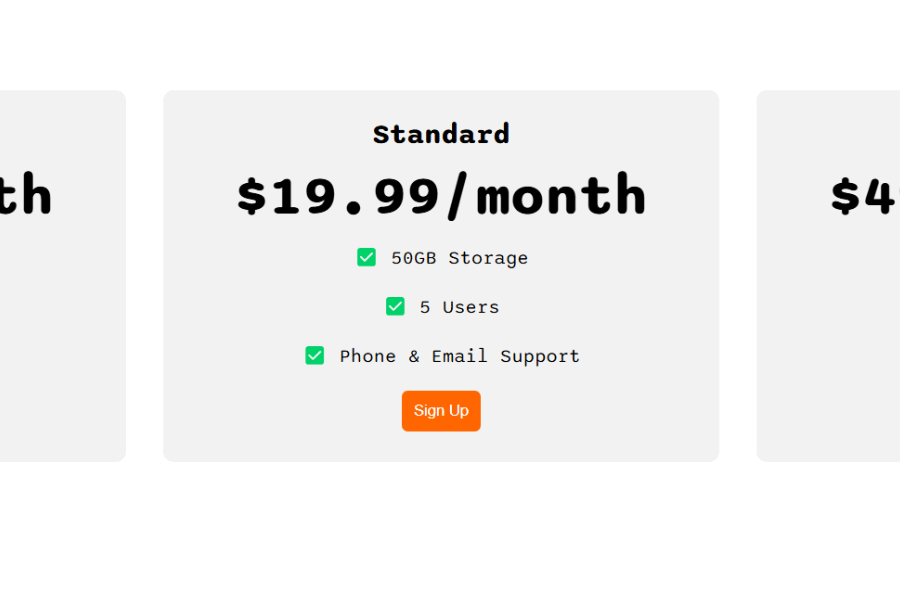 Standard
$19.99/month
50GB Storage
5 Users
Phone & Email Support
Sign Up